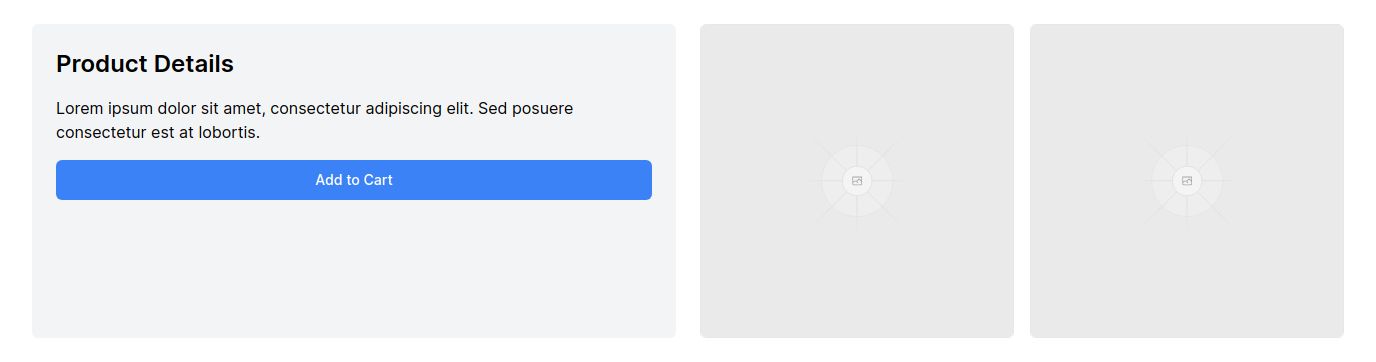 Product Details
Lorem ipsum dolor sit amet, consectetur adipiscing elit. Sed posuere
consectetur est at lobortis.
Add to Cart